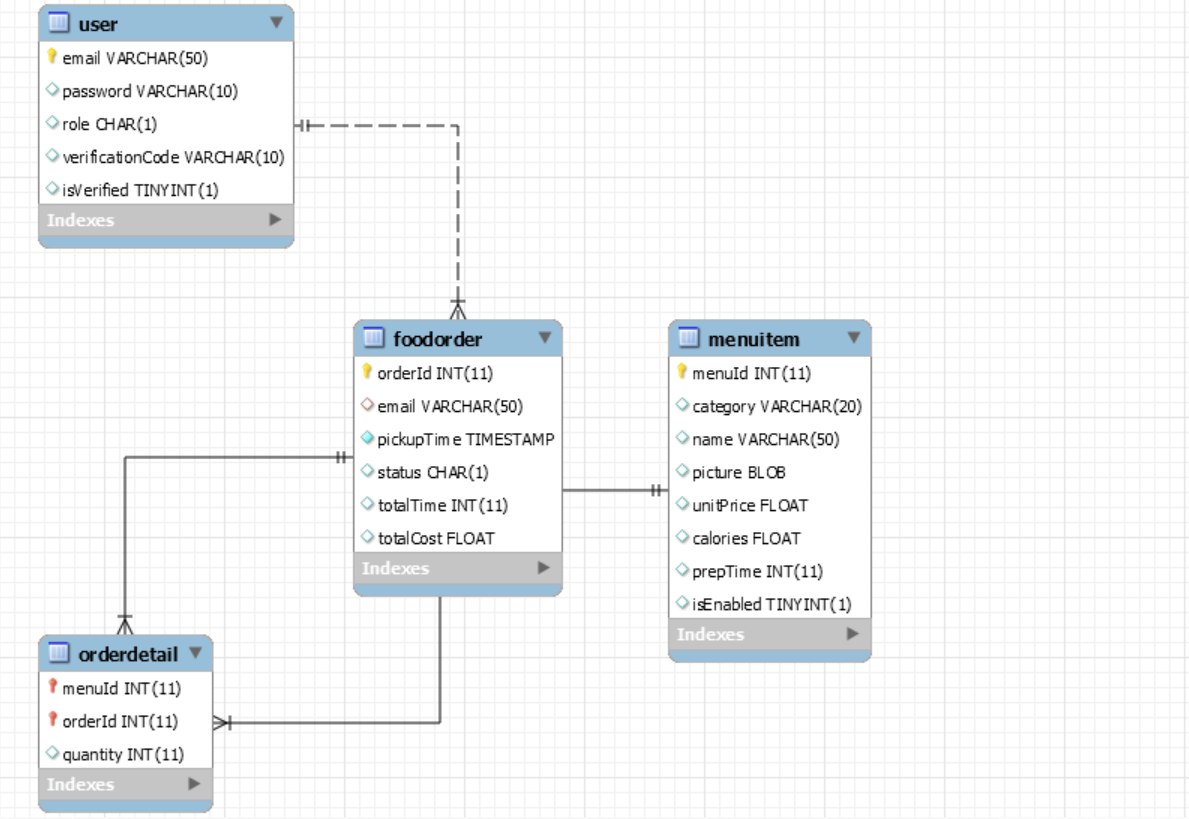 user
email VARCHAR(50)
password VARCHAR(10)
role CHAR(1)
verificationCode VARCHAR(10)
isVerified TINYINT(1)
Indexes
foodorder
orderId INT(11)
email VARCHAR(50)
pickupTime TIMESTAMP
status CHAR(1)
totalTime INT(11)
totalCost FLOAT
Indexes
menuitem
menuId INT(11)
category VARCHAR(20)
name VARCHAR(50)
picture BLOB
unitPrice FLOAT
calories FLOAT
prepTime INT(11)
isEnabled TINYINT(1)
Indexes
orderdetail
menuId INT(11)
orderId INT(11)
quantity INT(11)
Indexes